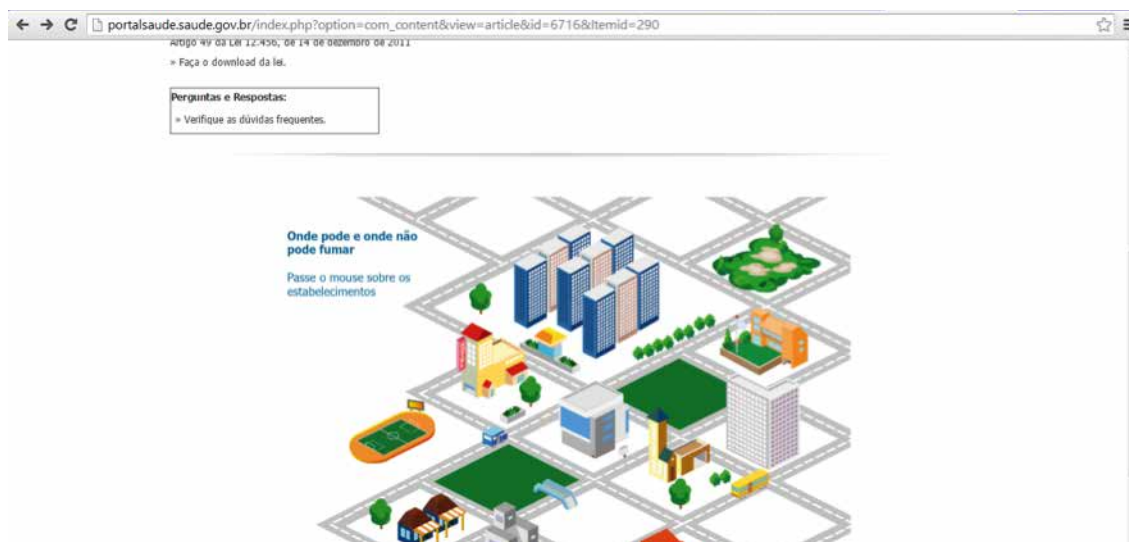 portalsaude.saude.gov.br/index.php?option=com_content&view=article&id=6716&Itemid=290
Artigo 49 da Lei 12.456, de 14 de dezembro de 2011
» Faça o download da lei.
Perguntas e Respostas:
» Verifique as dúvidas frequentes.
Onde pode e onde não
pode fumar
Passe o mouse sobre os
estabelecimentos